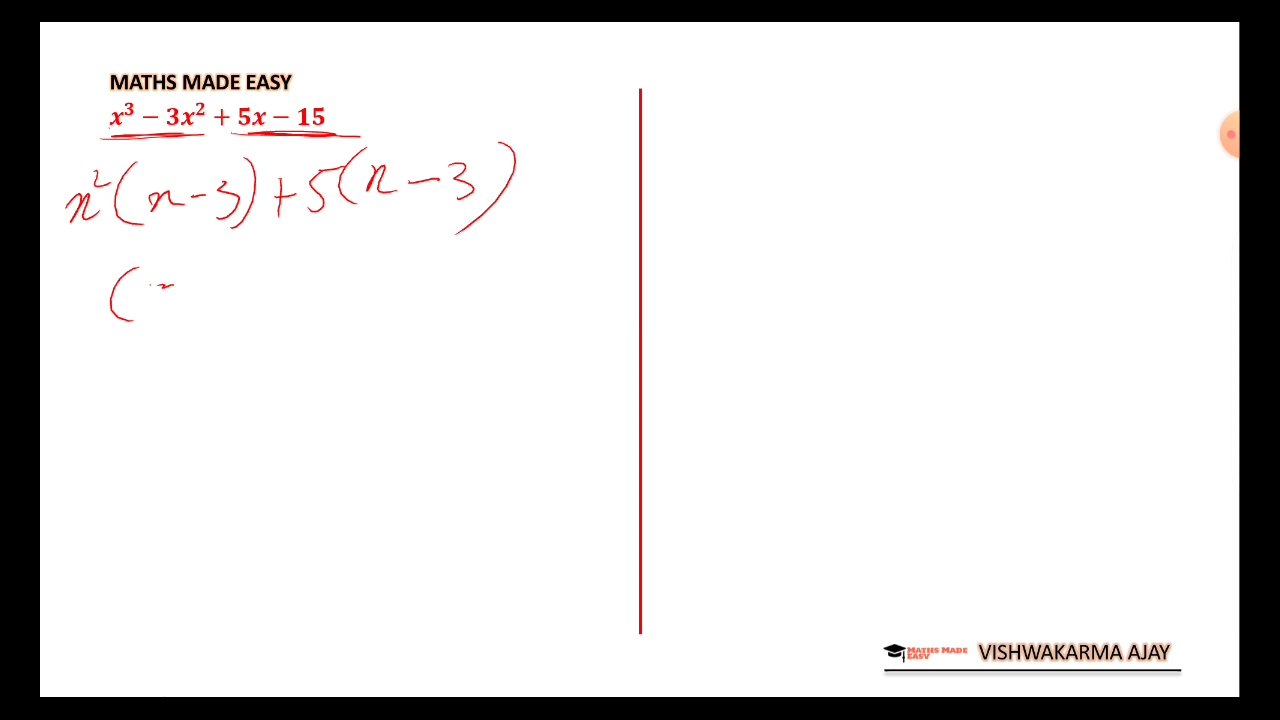 MATHS MADE EASY
x³ − 3x² + 5x − 15
x²(x-3)+5(x-3)
(
MATHS MADE EASY
VISHWAKARMA AJAY